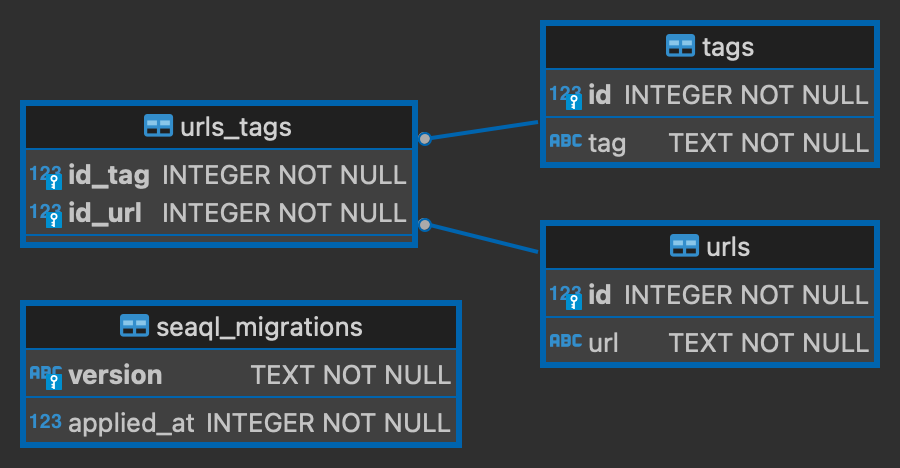 urls_tags
123 id_tag INTEGER NOT NULL
123 id_url INTEGER NOT NULL
tags
123 id INTEGER NOT NULL
ABC tag TEXT NOT NULL
urls
123 id INTEGER NOT NULL
ABC url TEXT NOT NULL
seaql_migrations
ABC version TEXT NOT NULL
123 applied_at INTEGER NOT NULL